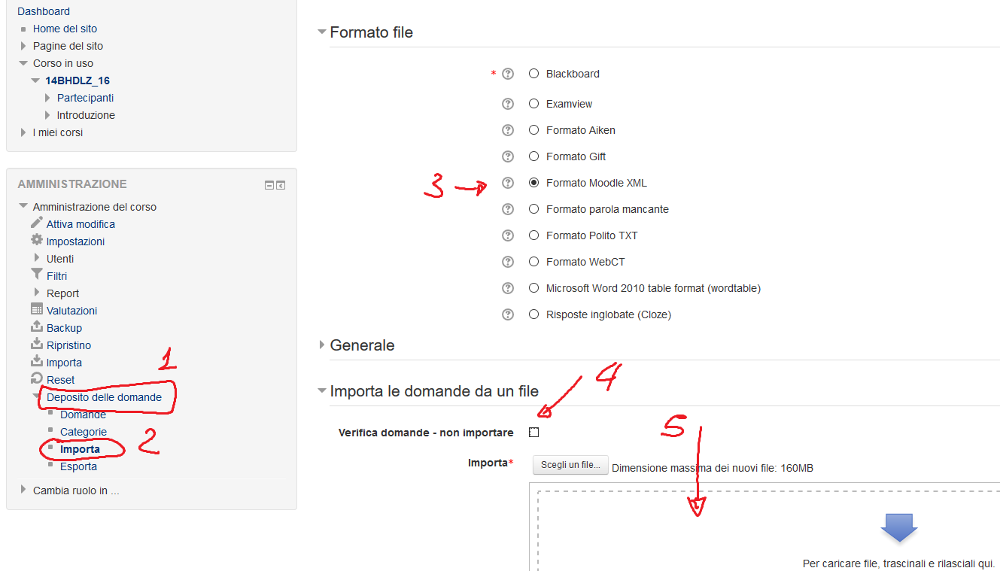 Dashboard
Home del sito
Pagine del sito
Corso in uso
14BHDLZ_16
Partecipanti
Introduzione
I miei corsi
AMMINISTRAZIONE
Amministrazione del corso
Attiva modifica
Impostazioni
Utenti
Filtri
Report
Valutazioni
Backup
Ripristino
Importa
1
Reset
Deposito delle domande
Domande
Categorie
2
Importa
Esporta
Cambia ruolo in ...
Formato file
* Blackboard
Examview
Formato Aiken
Formato Gift
3 Formato Moodle XML
Formato parola mancante
Formato Polito TXT
Formato WebCT
Microsoft Word 2010 table format (wordtable)
Risposte inglobate (Cloze)
Generale
4
Importa le domande da un file
5
Verifica domande - non importare
Importa* Scegli un file... Dimensione massima dei nuovi file: 160MB
Per caricare file, trascinali e rilasciali qui.